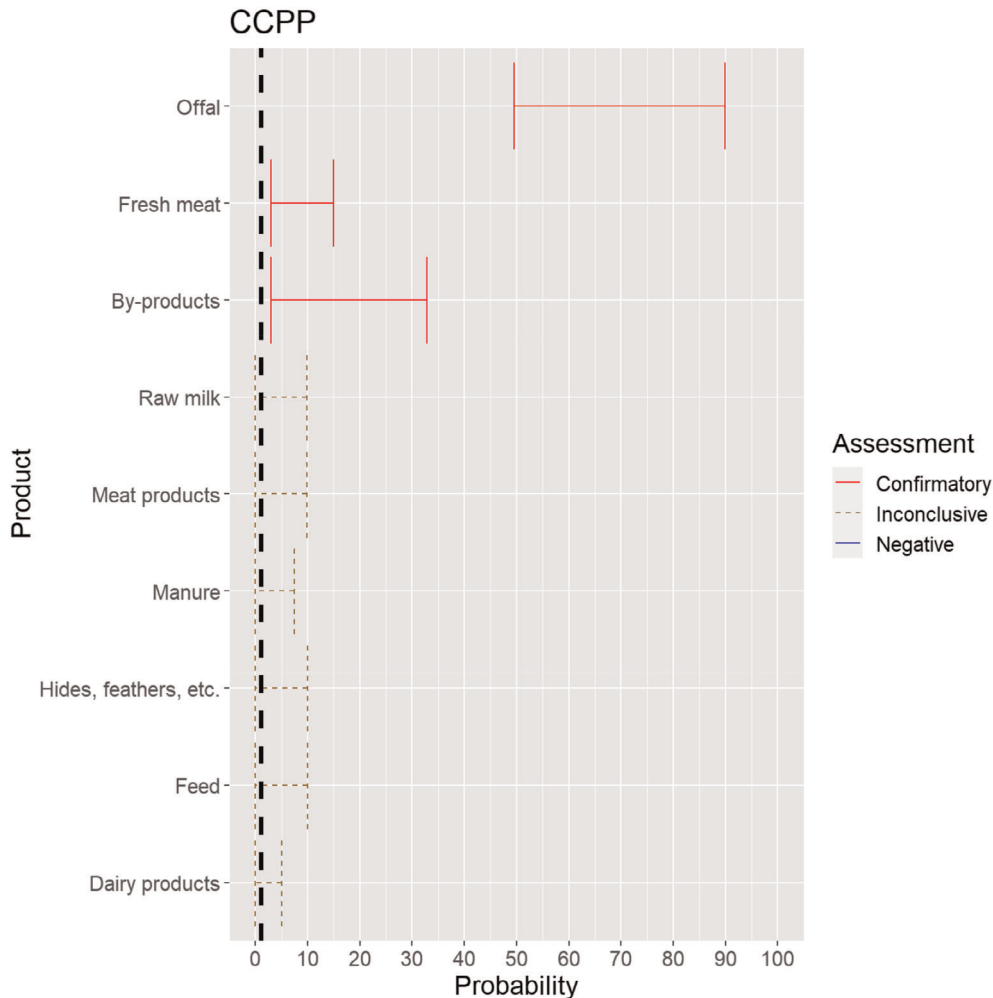 CCPP
Product
Offal
Fresh meat
By-products
Raw milk
Meat products
Manure
Hides, feathers, etc.
Feed
Dairy products
0 10 20 30 40 50 60 70 80 90 100
Probability
Assessment
Confirmatory
Inconclusive
Negative